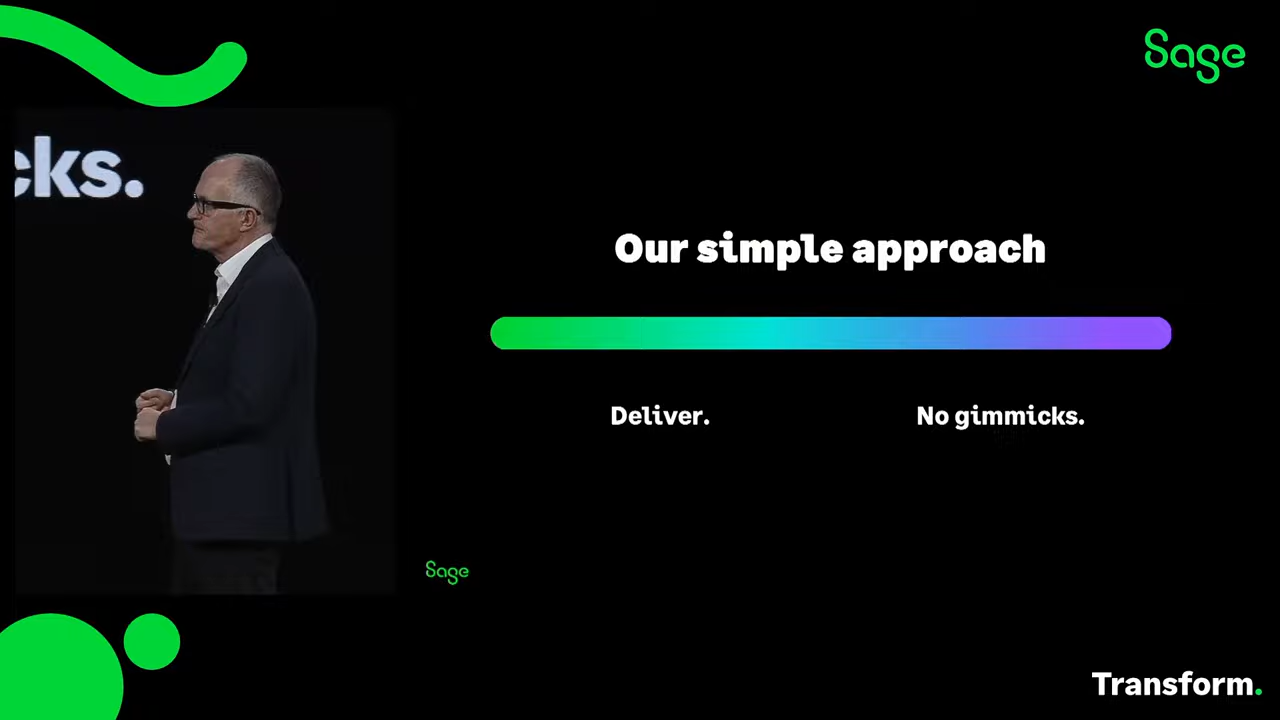 Sage
cks.
Our simple approach
Deliver.
No gimmicks.
Sage
Transform.